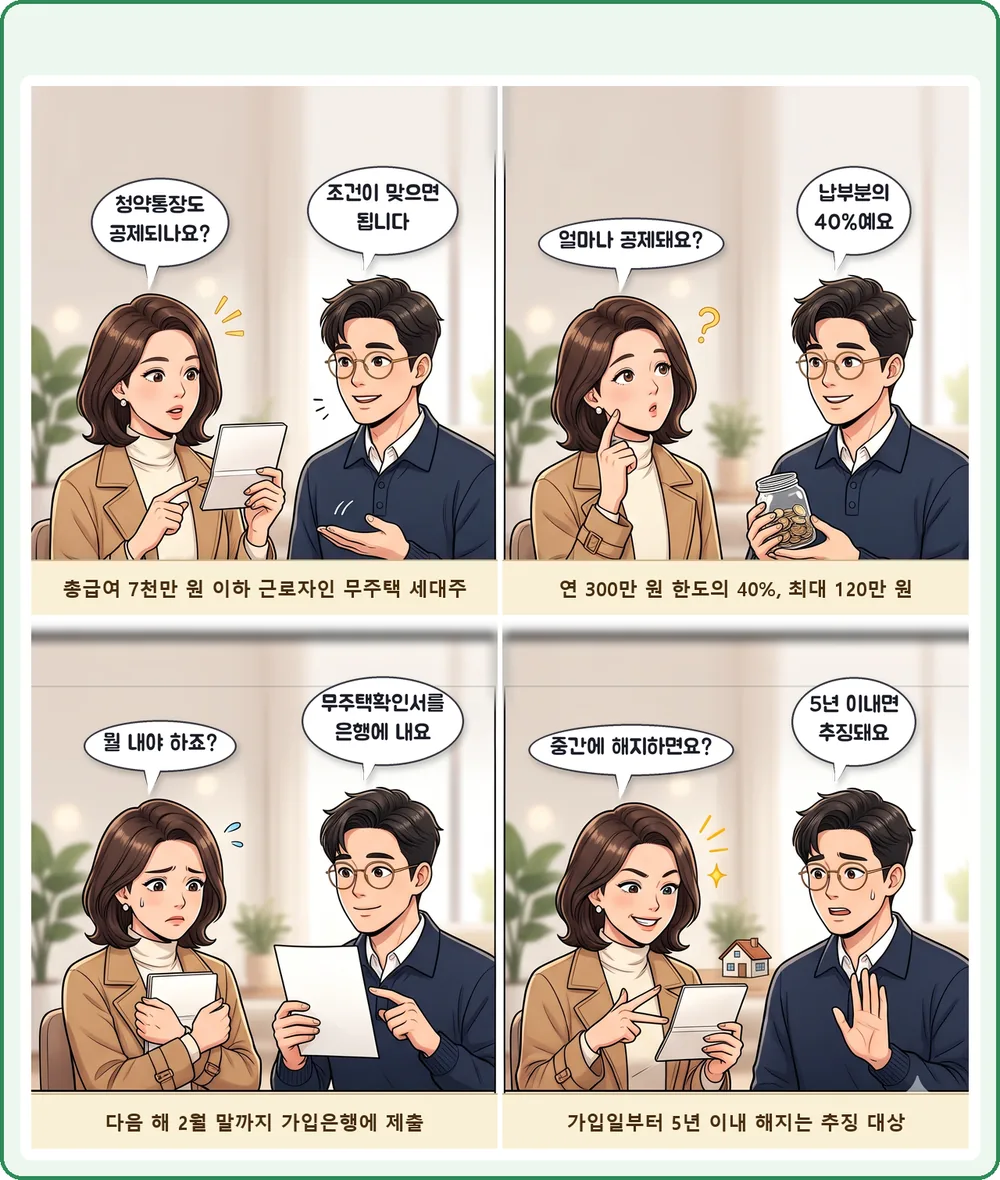 청약통장도
공제되나요?
조건이 맞으면
됩니다
총급여 7천만 원 이하 근로자인 무주택 세대주
얼마나 공제돼요?
납부분의
40%예요
연 300만 원 한도의 40%, 최대 120만 원
뭘 내야 하죠?
무주택확인서를
은행에 내요
다음 해 2월 말까지 가입은행에 제출
중간에 해지하면요?
5년 이내면
추징돼요
가입일부터 5년 이내 해지는 추징 대상